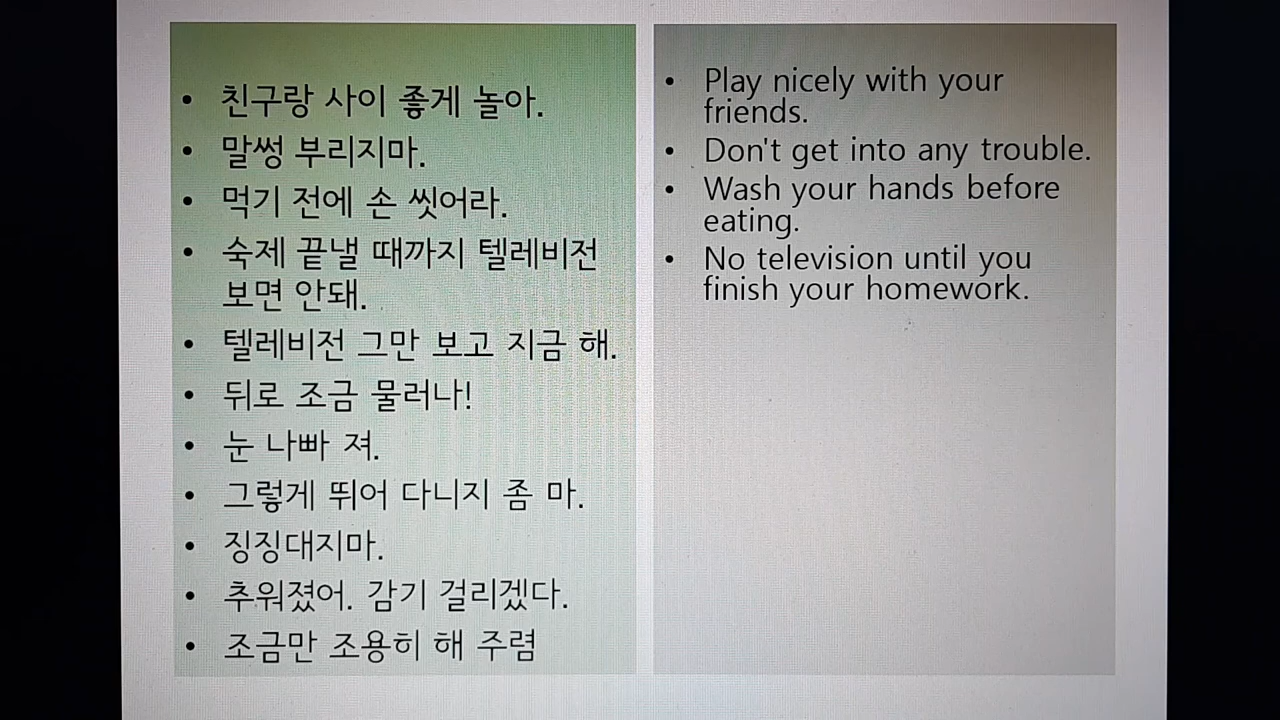 • 친구랑 사이 좋게 놀아.
• 말썽 부리지마.
• 먹기 전에 손 씻어라.
• 숙제 끝낼 때까지 텔레비전
보면 안돼.
• 텔레비전 그만 보고 지금 해.
• 뒤로 조금 물러나!
• 눈 나빠 져.
• 그렇게 뛰어 다니지 좀 마.
• 징징대지마.
• 추워졌어. 감기 걸리겠다.
• 조금만 조용히 해 주렴
• Play nicely with your
friends.
• Don't get into any trouble.
• Wash your hands before
eating.
• No television until you
finish your homework.